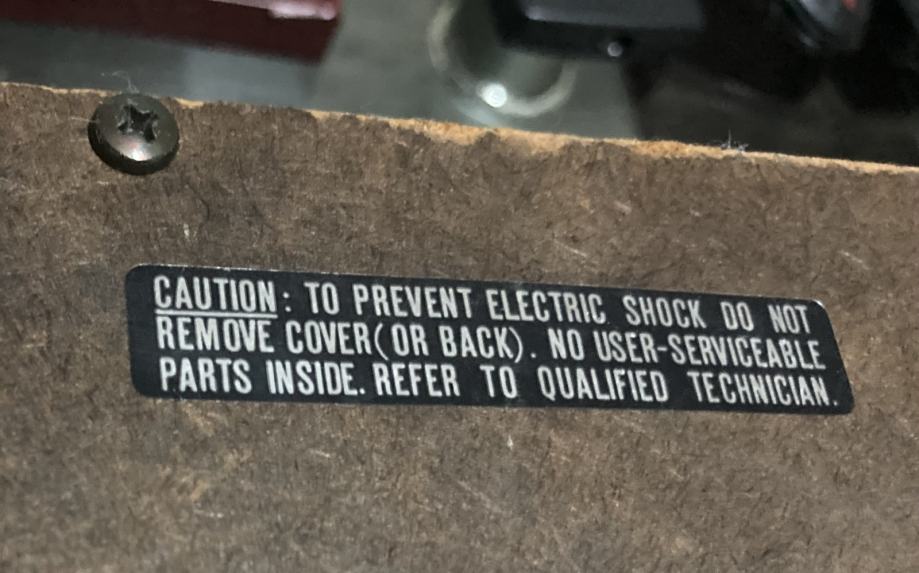 CAUTION: TO PREVENT ELECTRIC SHOCK DO NOT
REMOVE COVER(OR BACK). NO USER-SERVICEABLE
PARTS INSIDE. REFER TO QUALIFIED TECHNICIAN.